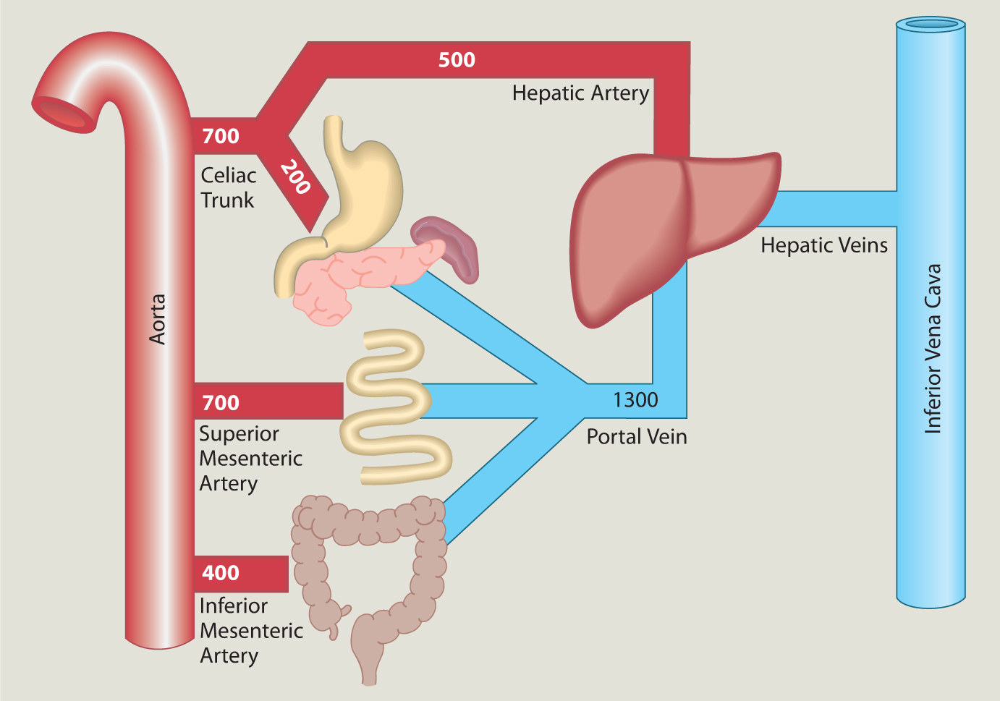 500
Hepatic Artery
700
200
Celiac
Trunk
Hepatic Veins
Aorta
Inferior Vena Cava
700
1300
Superior
Mesenteric
Artery
Portal Vein
400
Inferior
Mesenteric
Artery